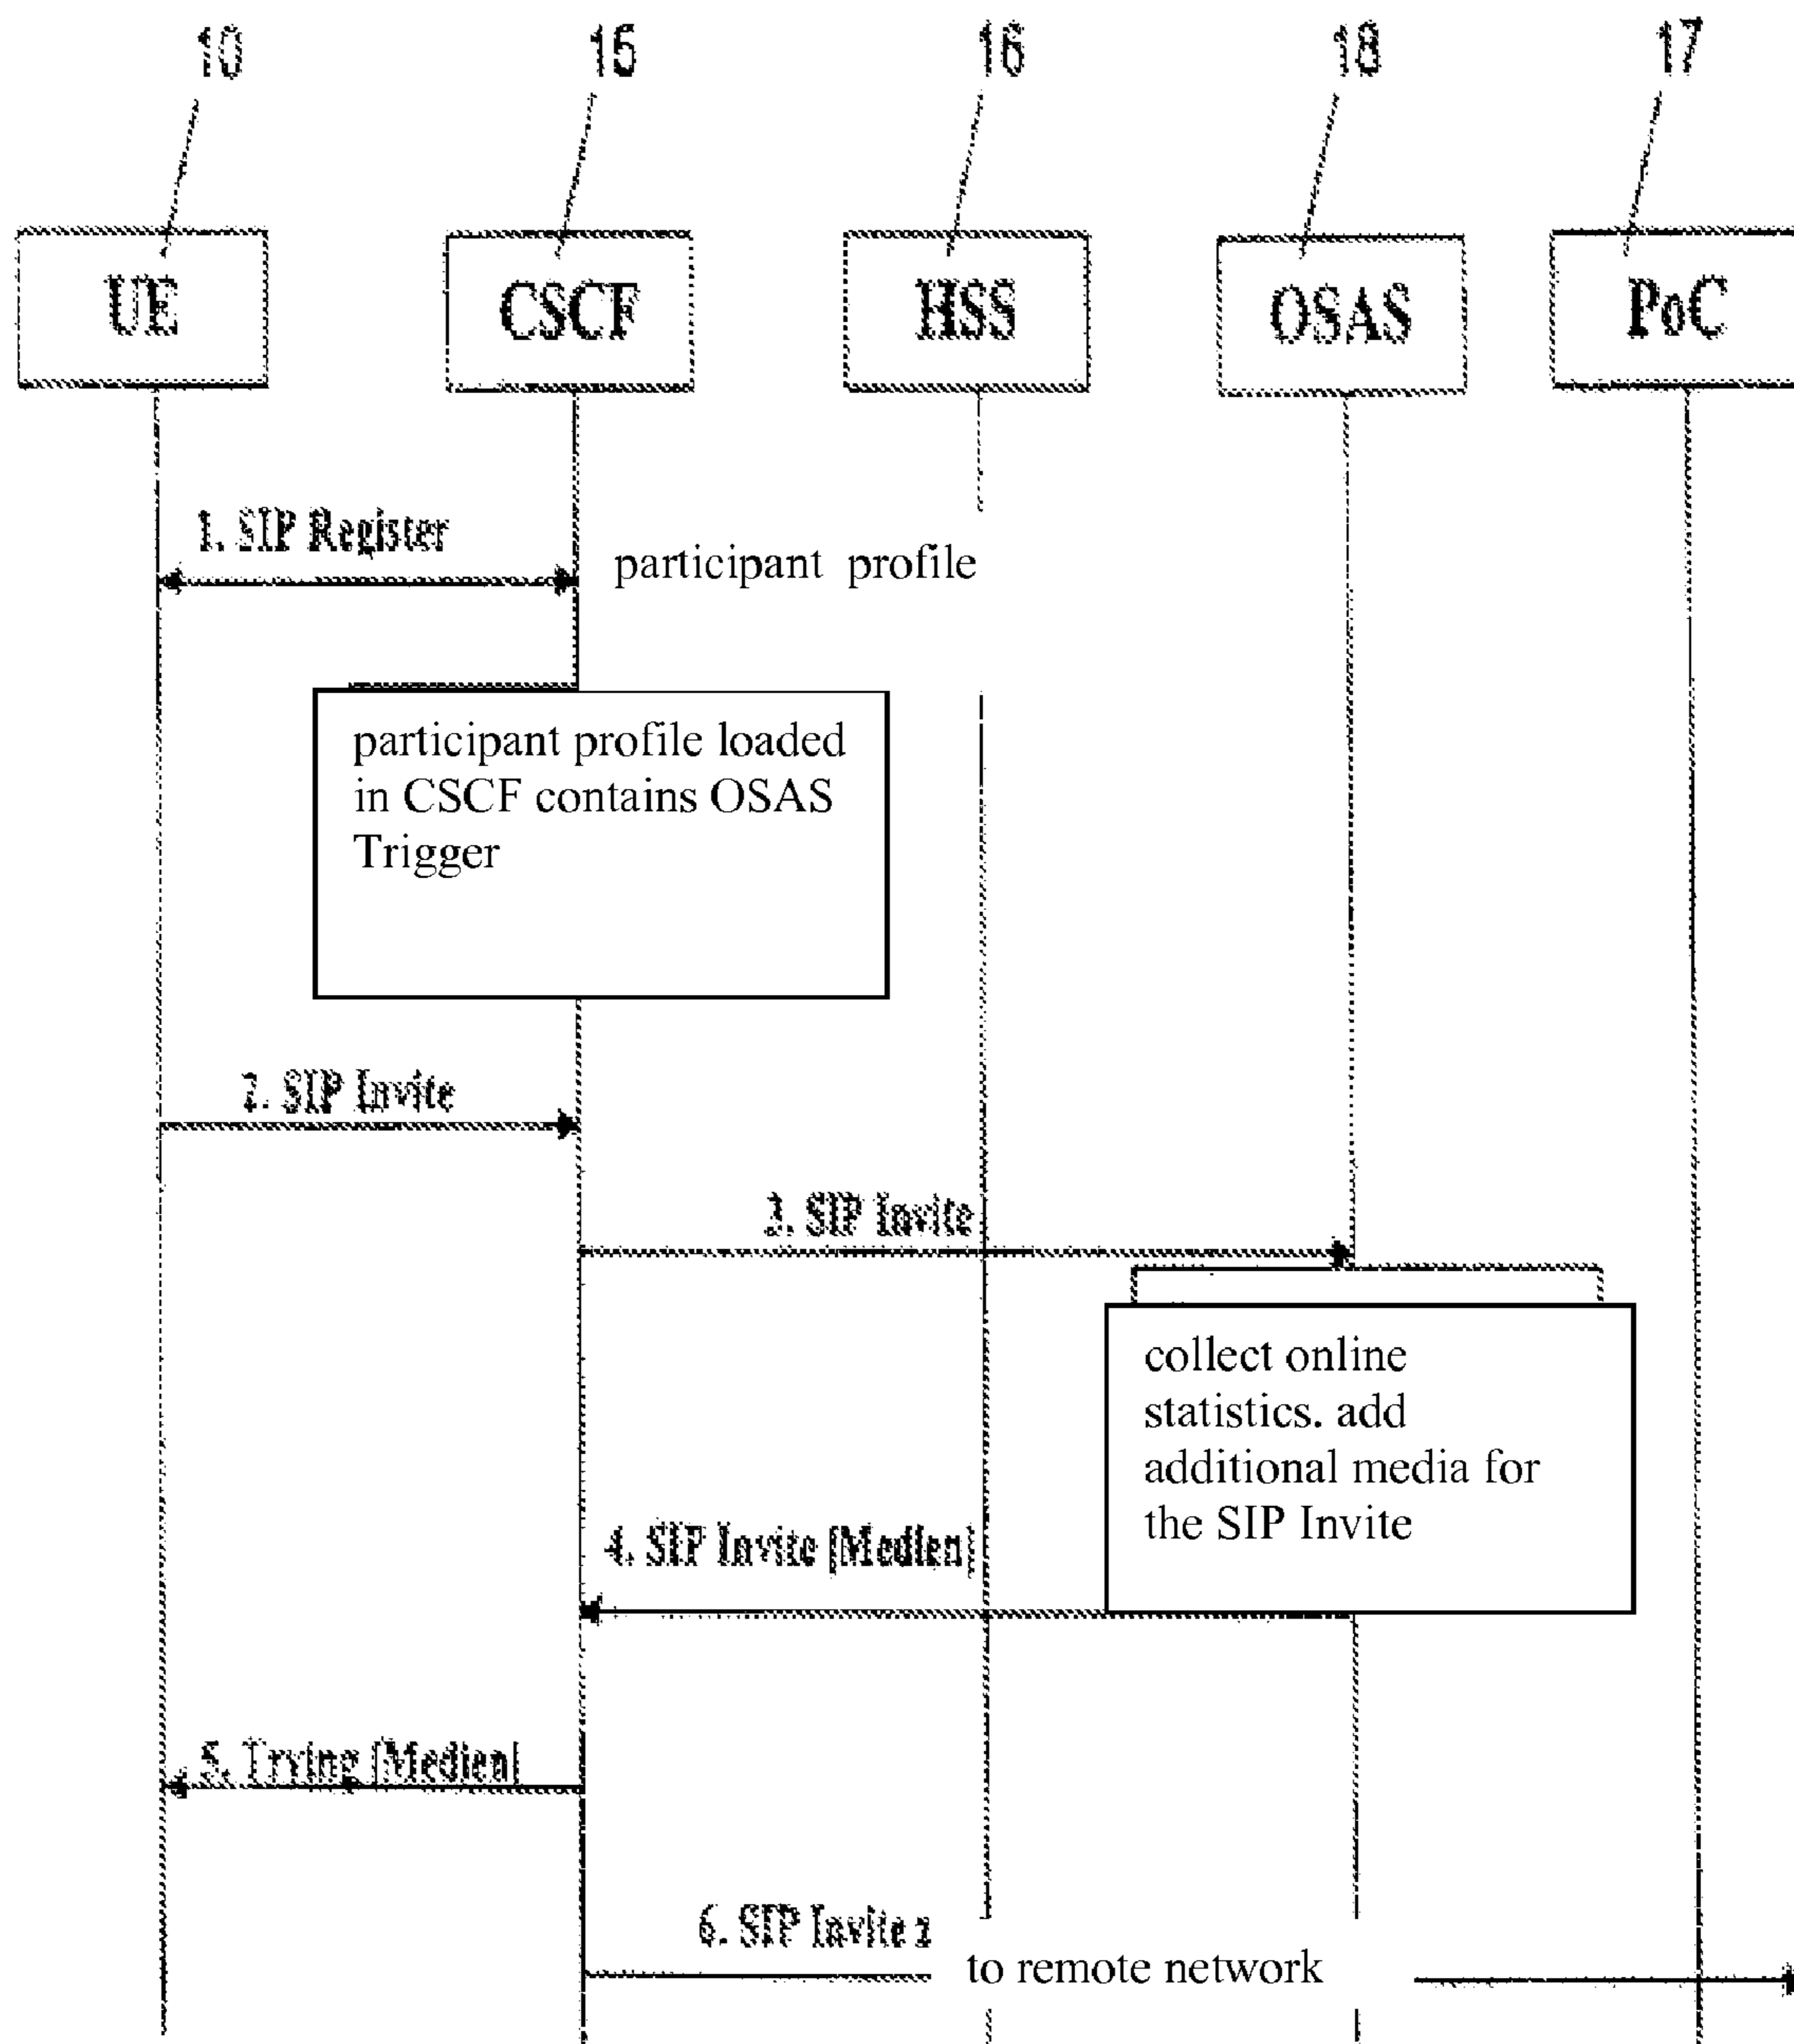 10 15 16 18 17
UE CSCF HSS OSAS PoC
1. SIP Register
participant profile
participant profile loaded
in CSCF contains OSAS
Trigger
2. SIP Invite
3. SIP Invite
collect online
statistics. add
additional media for
the SIP Invite
4. SIP Invite [Medien]
5. Trying [Medien]
6. SIP Invite z
to remote network